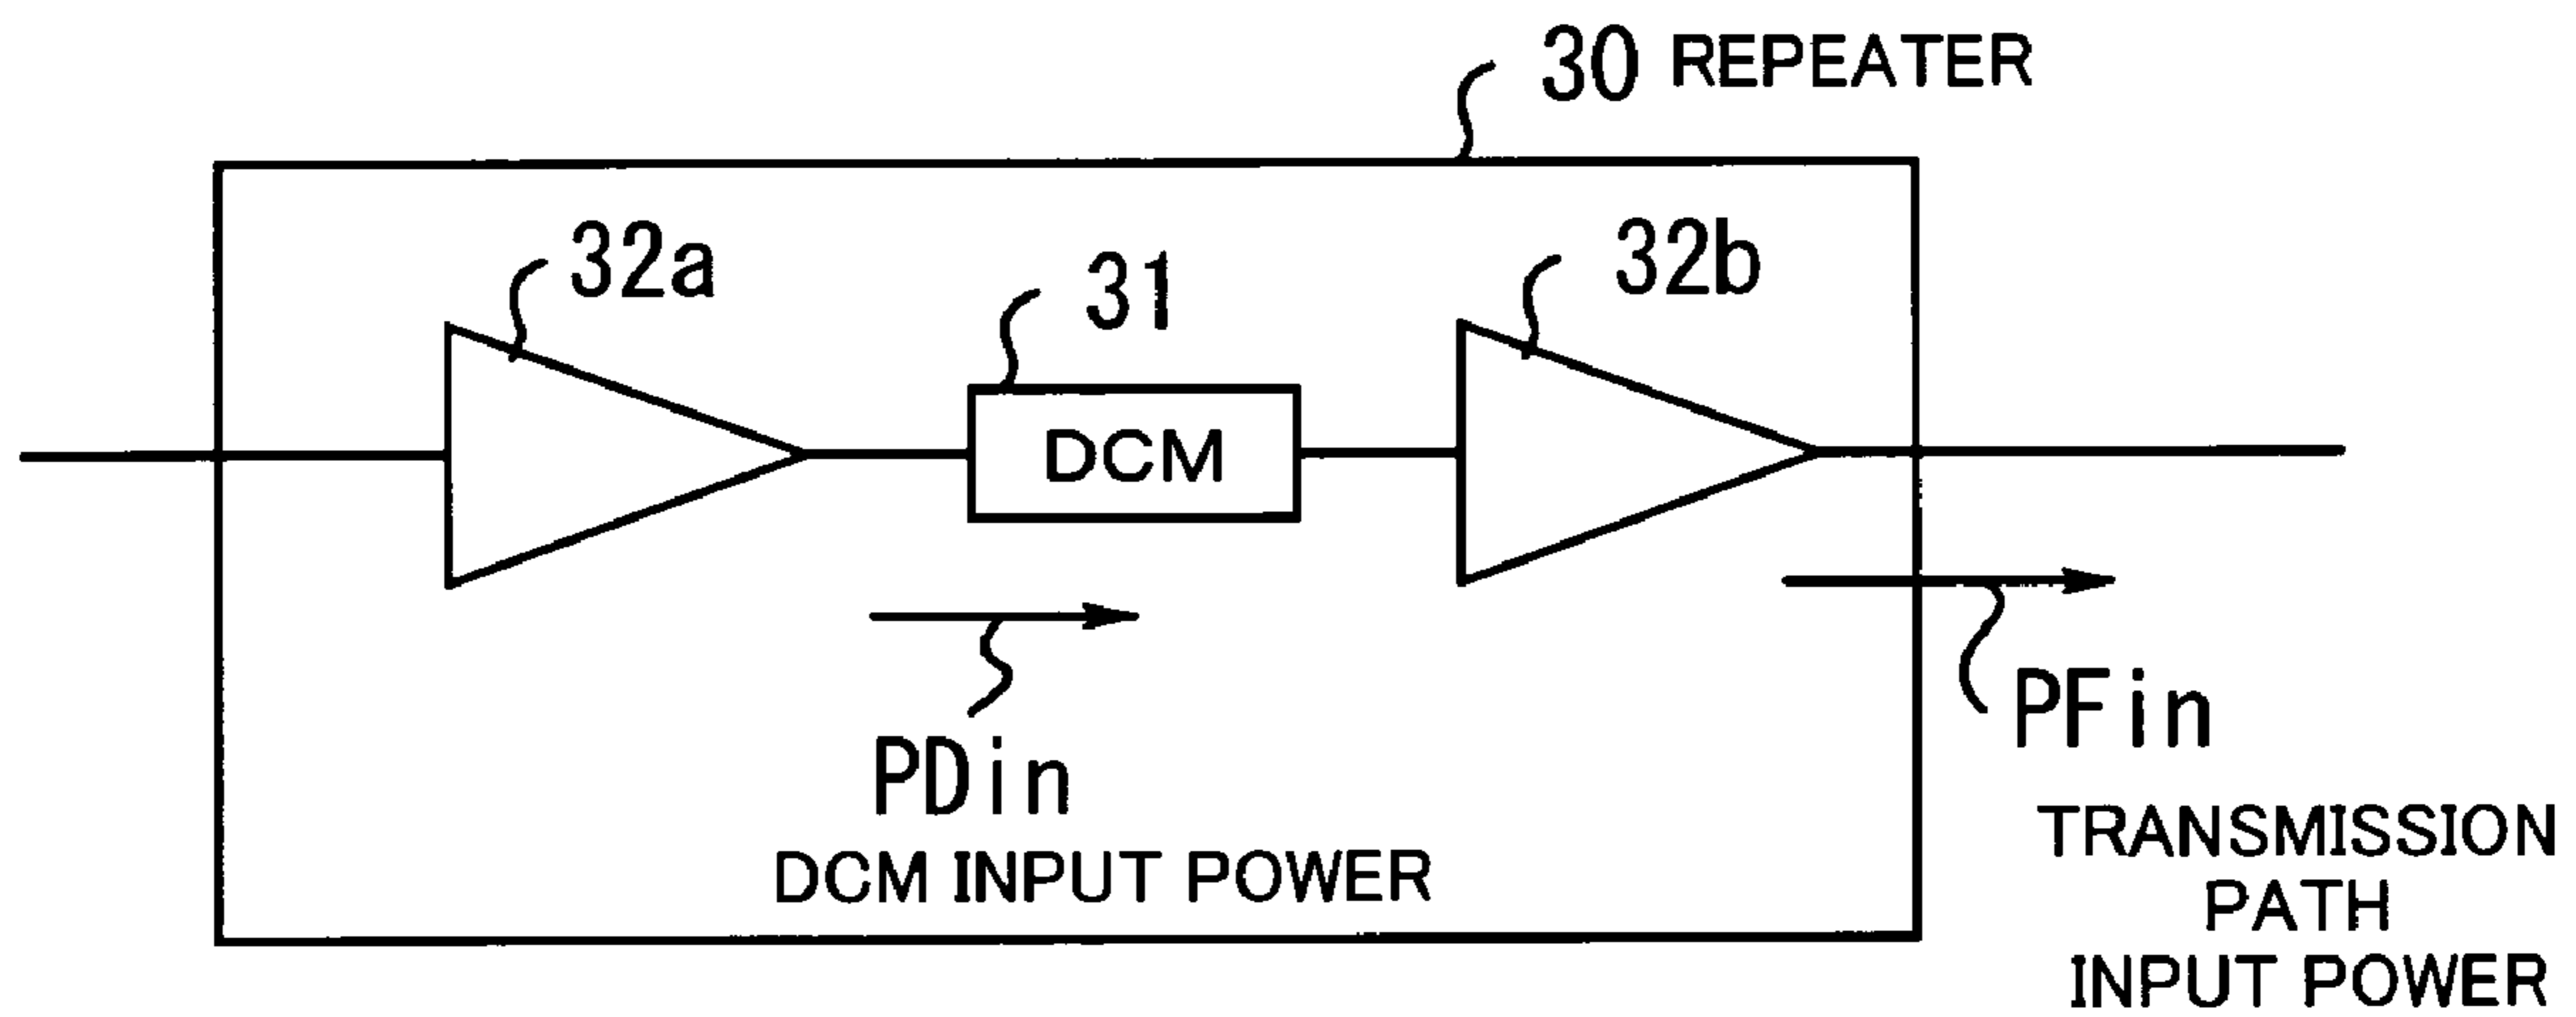 30 REPEATER
32a
31
32b
DCM
PDin
DCM INPUT POWER
PFin
TRANSMISSION
PATH
INPUT POWER